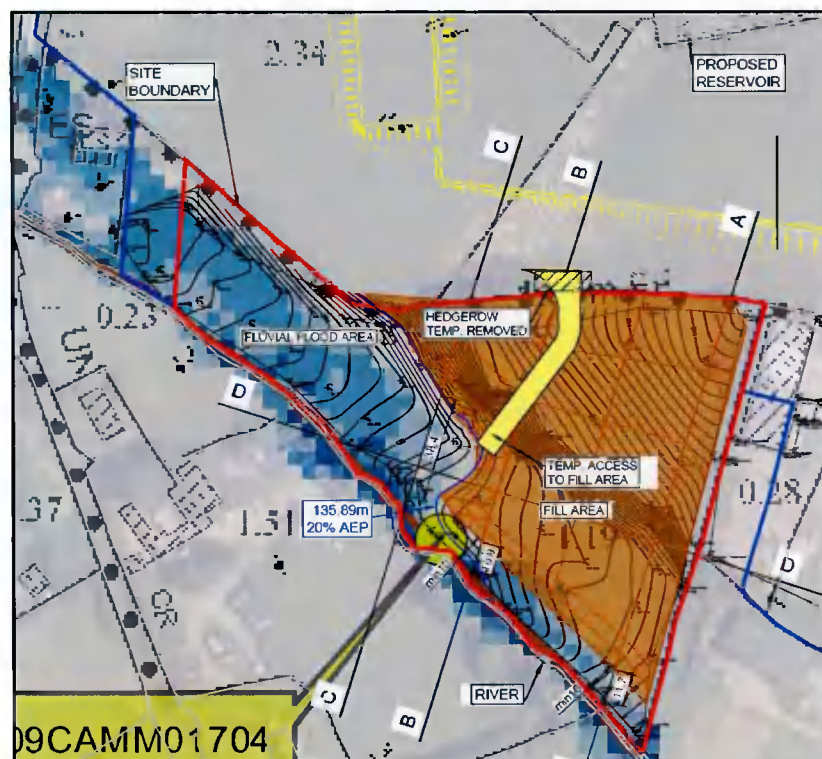 2.34
SITE
BOUNDARY
PROPOSED
RESERVOIR
C
B
A
HEDGEROW
TEMP. REMOVED
0.23
FLUVIAL FLOOD AREA
D
TEMP. ACCESS
TO FILL AREA
FILL AREA
0.28
.37
1.51
135.89m
20% AEP
D
CR
C
B
RIVER
09CAMM01704